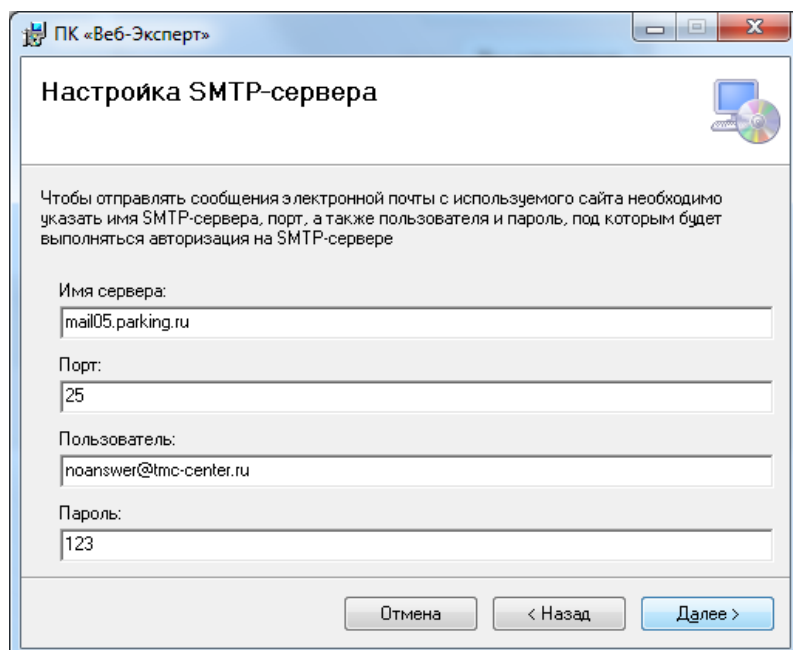 ПК «Веб-Эксперт»
Настройка SMTP-сервера
Чтобы отправлять сообщения электронной почты с используемого сайта необходимо
указать имя SMTP-сервера, порт, а также пользователя и пароль, под которым будет
выполняться авторизация на SMTP-сервере
Имя сервера:
mail05.parking.ru
Порт:
25
Пользователь:
noanswer@tmc-center.ru
Пароль:
123
Отмена
< Назад
Далее >